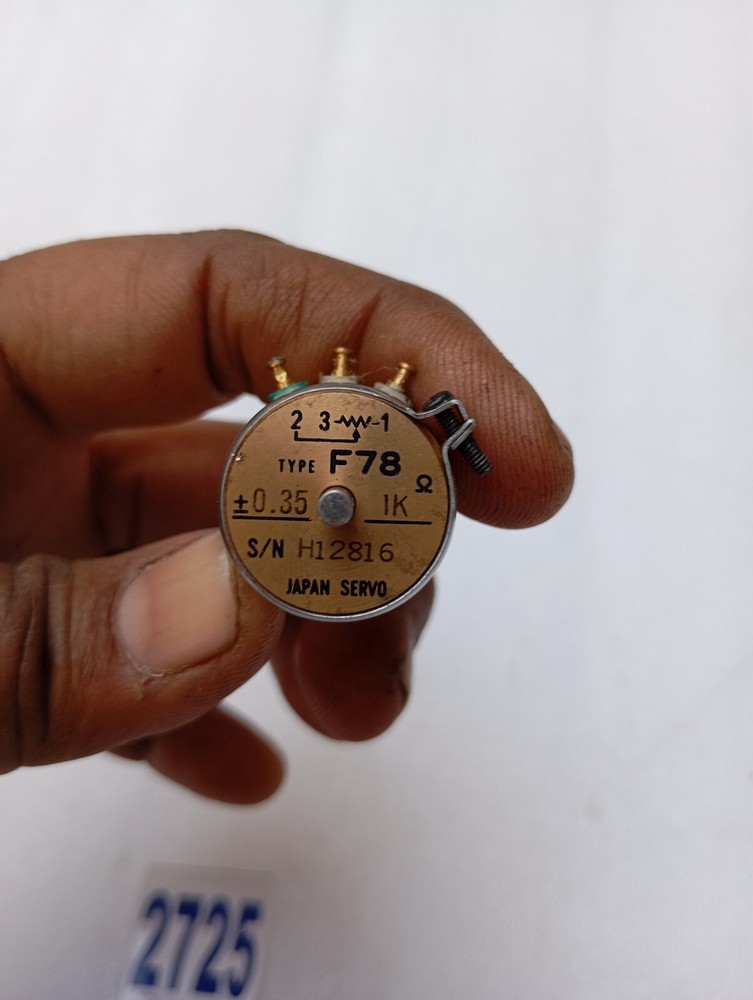 2 3 1
TYPE F78
±0.35 1K Ω
S/N H12816
JAPAN SERVO
2725